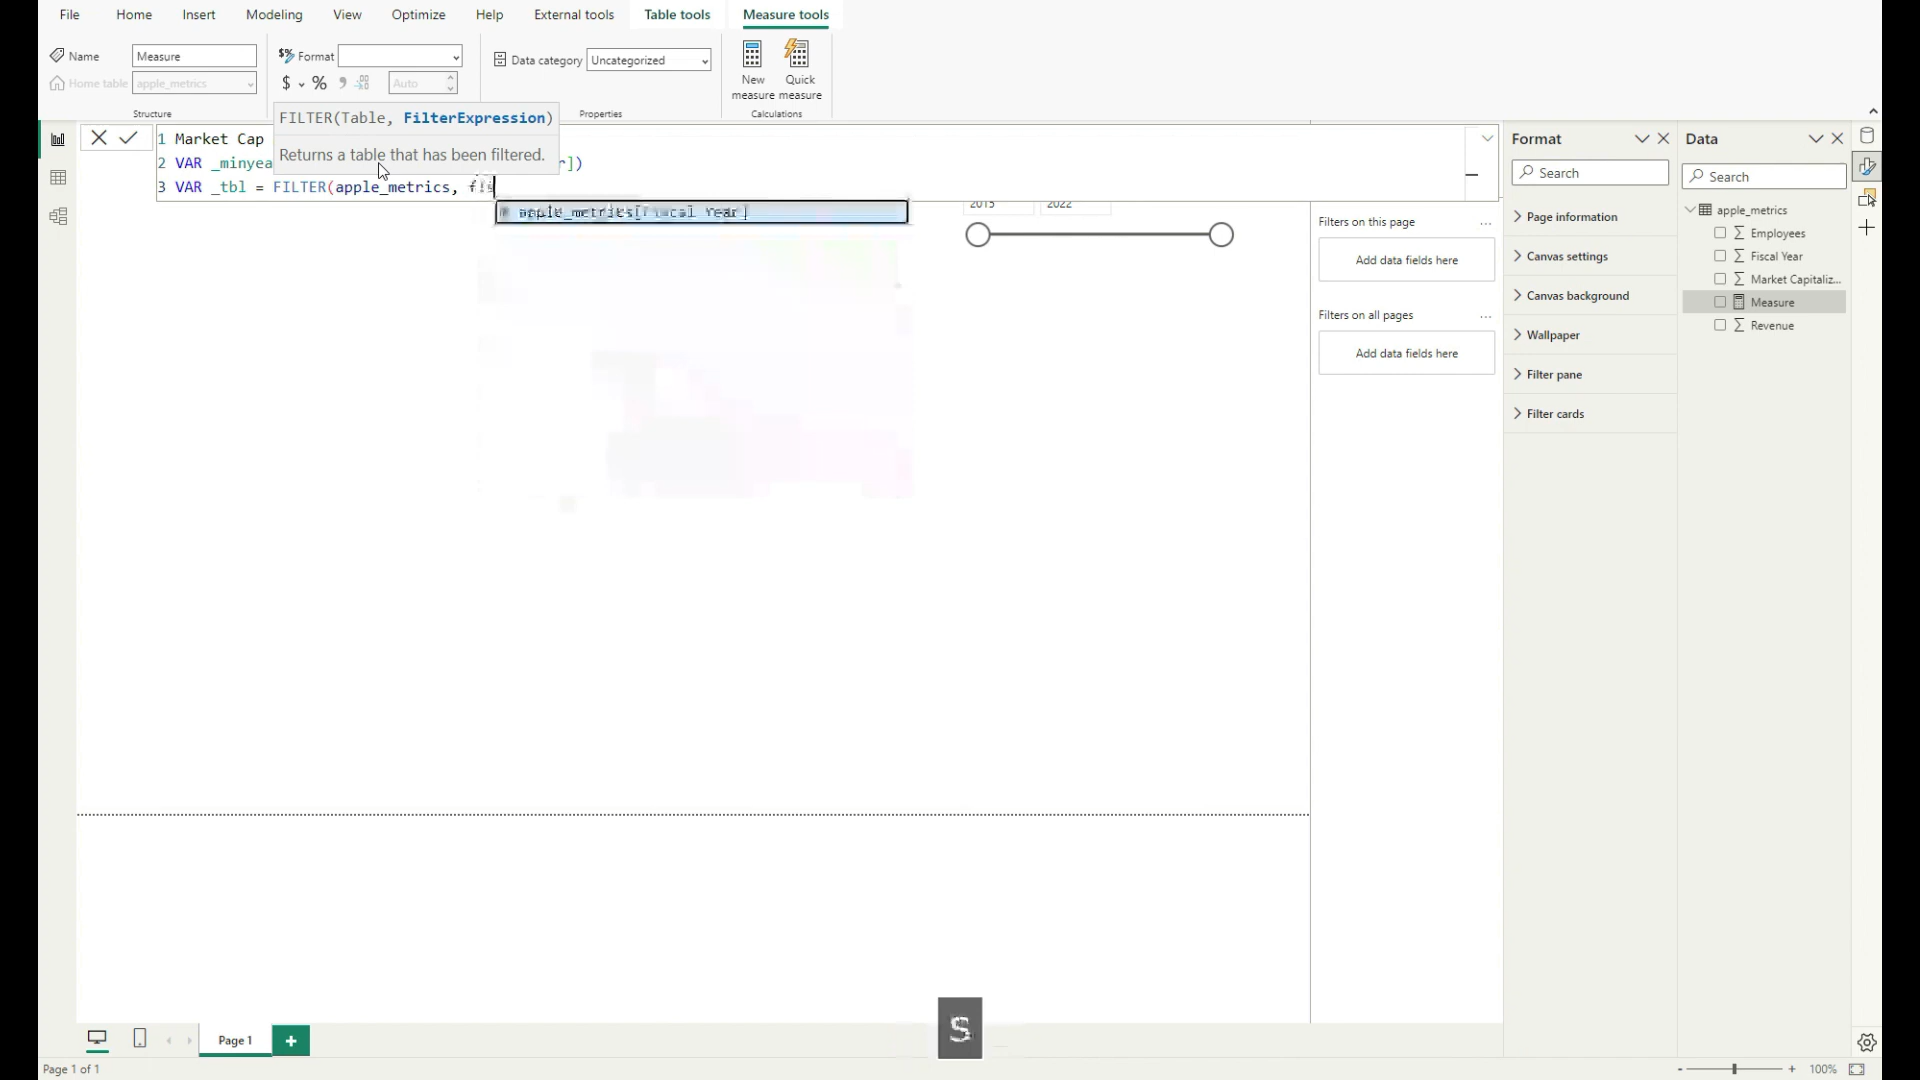 File Home Insert Modeling View Optimize Help External tools Table tools Measure tools
Name Measure
Home table apple_metrics
Structure
Format
$ % Auto
Data category Uncategorized
Properties
New measure
Quick measure
Calculations
FILTER(Table, FilterExpression)
Returns a table that has been filtered.
1 Market Cap
2 VAR _minyea r])
3 VAR _tbl = FILTER(apple_metrics, fis
apple_metrics[Fiscal Year]
2015 2022
Filters on this page ...
Add data fields here
Filters on all pages ...
Add data fields here
Format
Search
Page information
Canvas settings
Canvas background
Wallpaper
Filter pane
Filter cards
Data
Search
apple_metrics
Employees
Fiscal Year
Market Capitaliz...
Measure
Revenue
S
Page 1 +
Page 1 of 1
- + 100%